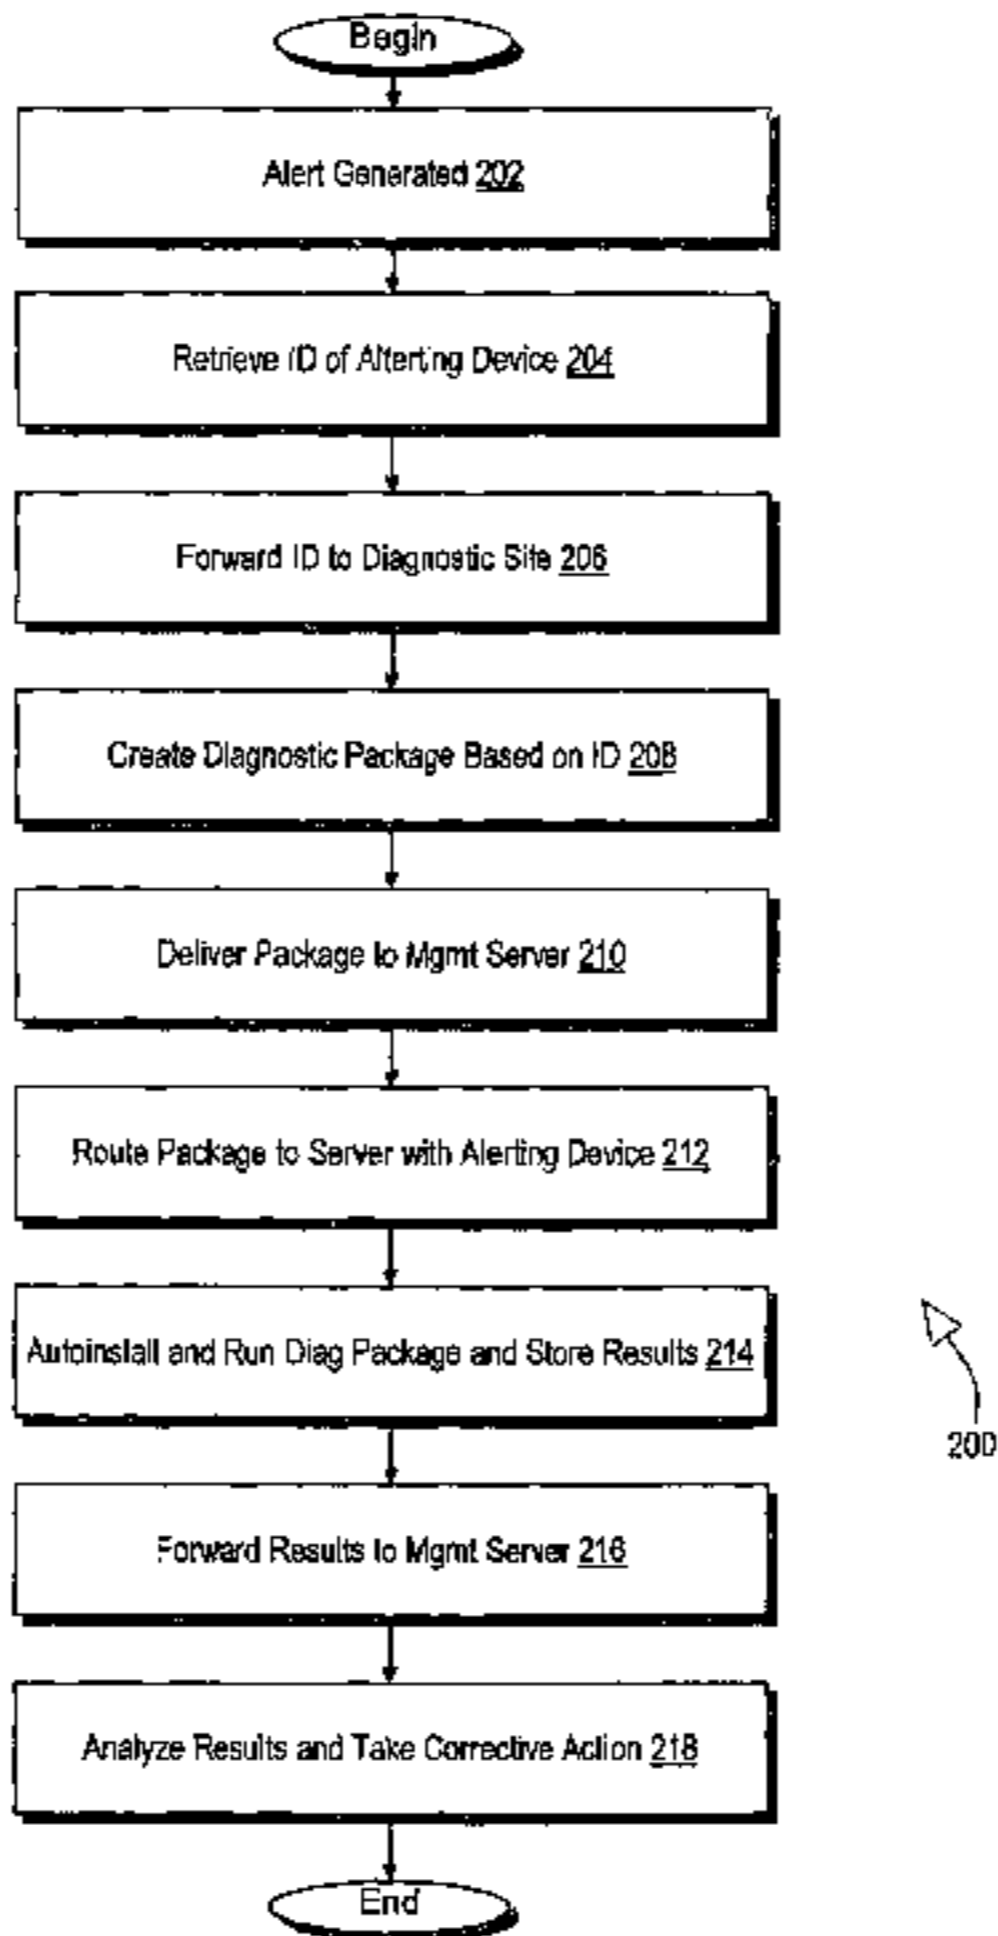 Begin
Alert Generated 202
Retrieve ID of Alterting Device 204
Forward ID to Diagnostic Site 206
Create Diagnostic Package Based on ID 208
Deliver Package to Mgmt Server 210
Route Package to Server with Alerting Device 212
Autoinstall and Run Diag Package and Store Results 214
200
Forward Results to Mgmt Server 216
Analyze Results and Take Corrective Action 218
End